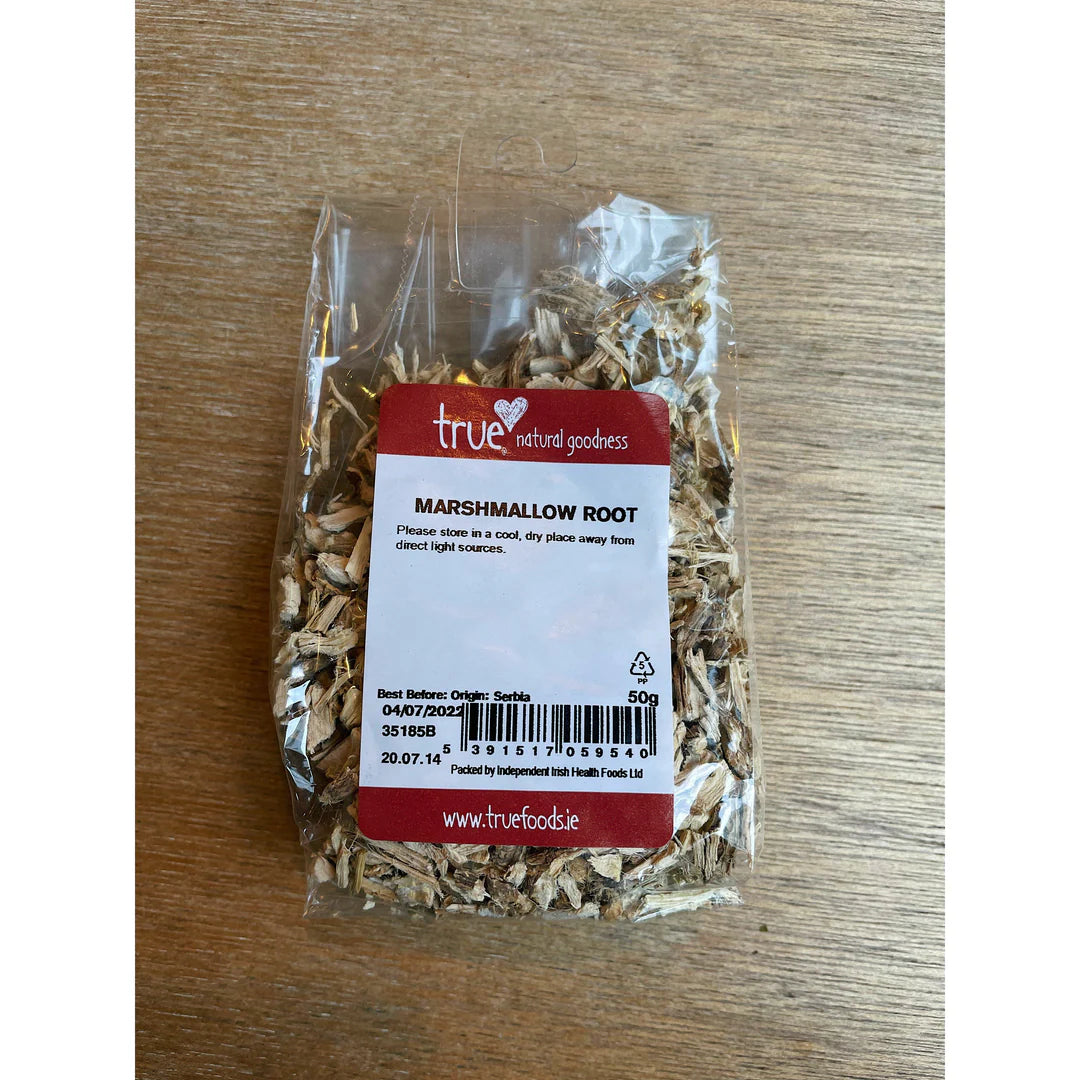 true® natural goodness
MARSHMALLOW ROOT
Please store in a cool, dry place away from
direct light sources.
5
PP
Best Before: Origin: Serbia 50g
04/07/2022
35185B
20.07.14
5 391517 059540
Packed by Independent Irish Health Foods Ltd
www.truefoods.ie